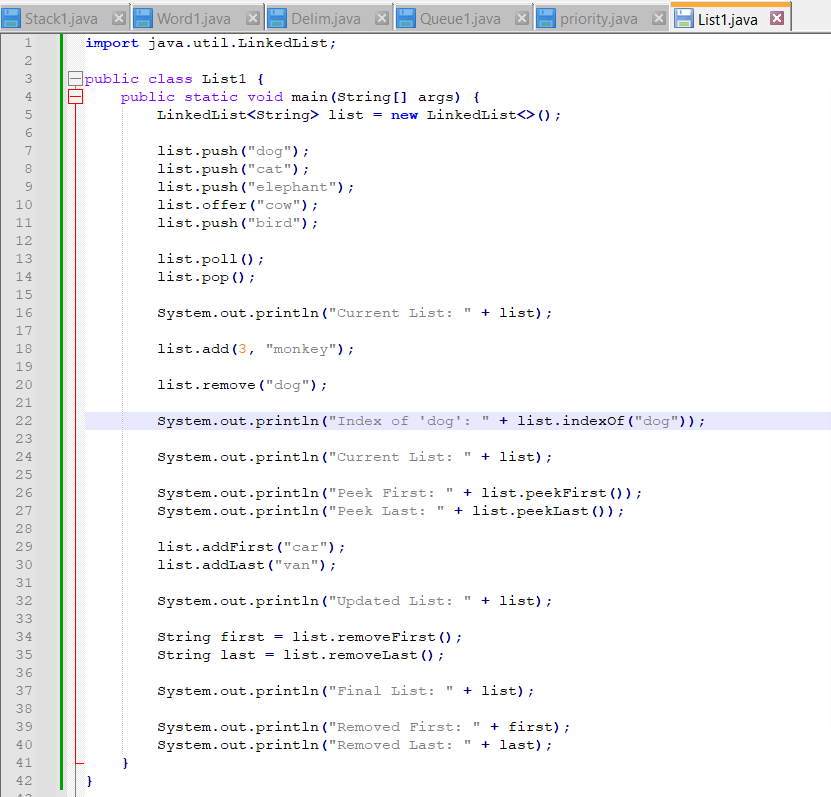 Stack1.java Word1.java Delim.java Queue1.java priority.java List1.java
1 import java.util.LinkedList;
2
3 public class List1 {
4     public static void main(String[] args) {
5         LinkedList<String> list = new LinkedList<>();
6
7         list.push("dog");
8         list.push("cat");
9         list.push("elephant");
10         list.offer("cow");
11         list.push("bird");
12
13         list.poll();
14         list.pop();
15
16         System.out.println("Current List: " + list);
17
18         list.add(3, "monkey");
19
20         list.remove("dog");
21
22         System.out.println("Index of 'dog': " + list.indexOf("dog"));
23
24         System.out.println("Current List: " + list);
25
26         System.out.println("Peek First: " + list.peekFirst());
27         System.out.println("Peek Last: " + list.peekLast());
28
29         list.addFirst("car");
30         list.addLast("van");
31
32         System.out.println("Updated List: " + list);
33
34         String first = list.removeFirst();
35         String last = list.removeLast();
36
37         System.out.println("Final List: " + list);
38
39         System.out.println("Removed First: " + first);
40         System.out.println("Removed Last: " + last);
41     }
42 }